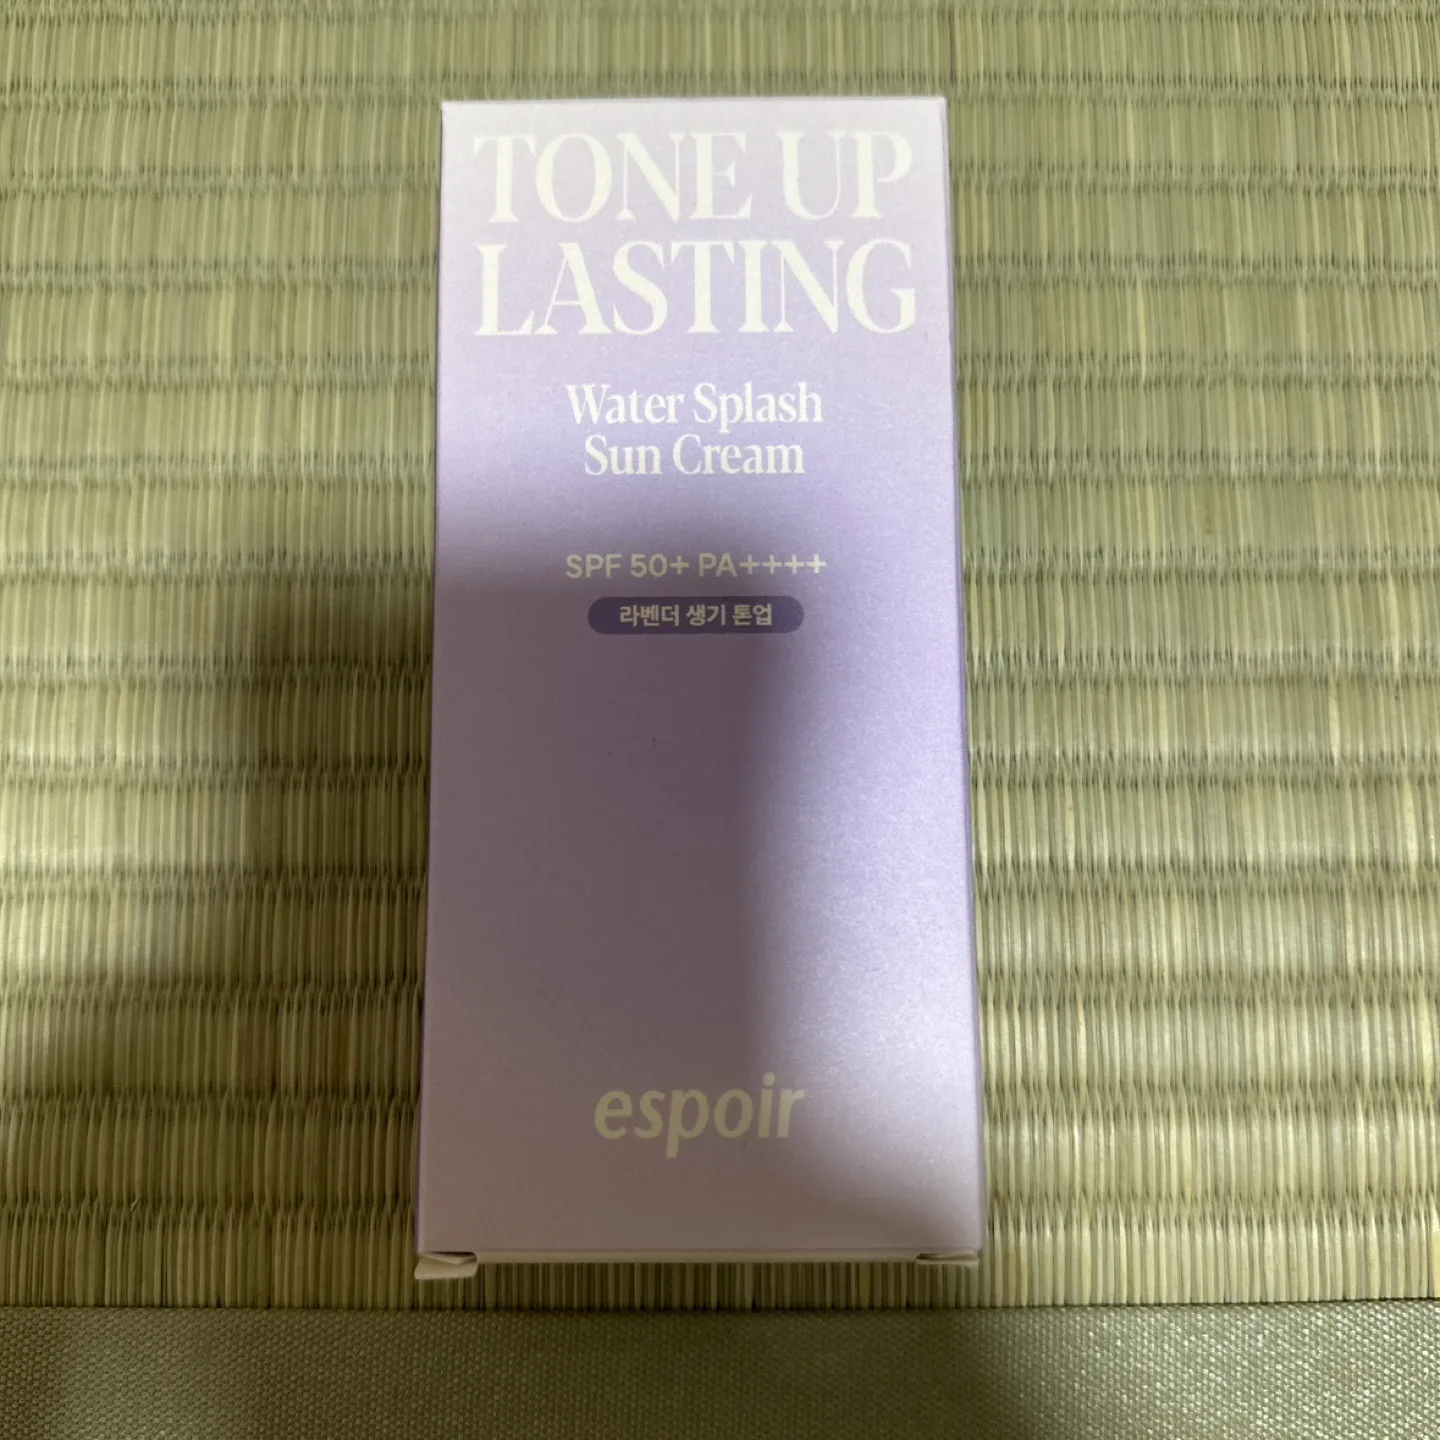 TONE UP
LASTING
Water Splash
Sun Cream
SPF 50+ PA++++
라벤더 생기 톤업
espoir